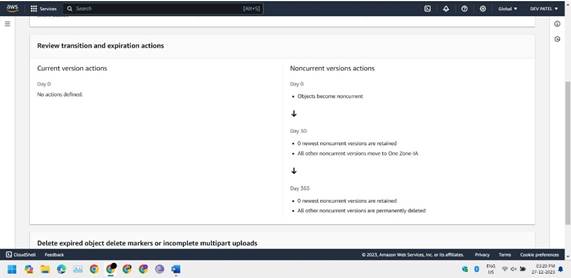 aws Services Search [Alt+S] Global DEV PATEL
Review transition and expiration actions
Current version actions
Noncurrent versions actions
Day 0
No actions defined.
Day 0
Objects become noncurrent
Day 30
0 newest noncurrent versions are retained
All other noncurrent versions move to One Zone-IA
Day 365
0 newest noncurrent versions are retained
All other noncurrent versions are permanently deleted
Delete expired object delete markers or incomplete multipart uploads
CloudShell Feedback © 2023, Amazon Web Services, Inc. or its affiliates. Privacy Terms Cookie preferences
ENG 03:20 PM
27-12-2023